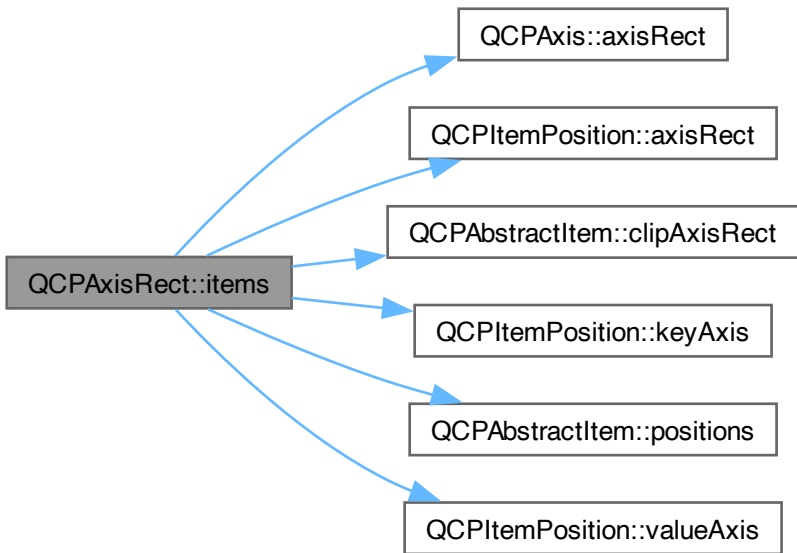 QCPAxis::axisRect
QCPItemPosition::axisRect
QCPAbstractItem::clipAxisRect
QCPAxisRect::items
QCPItemPosition::keyAxis
QCPAbstractItem::positions
QCPItemPosition::valueAxis